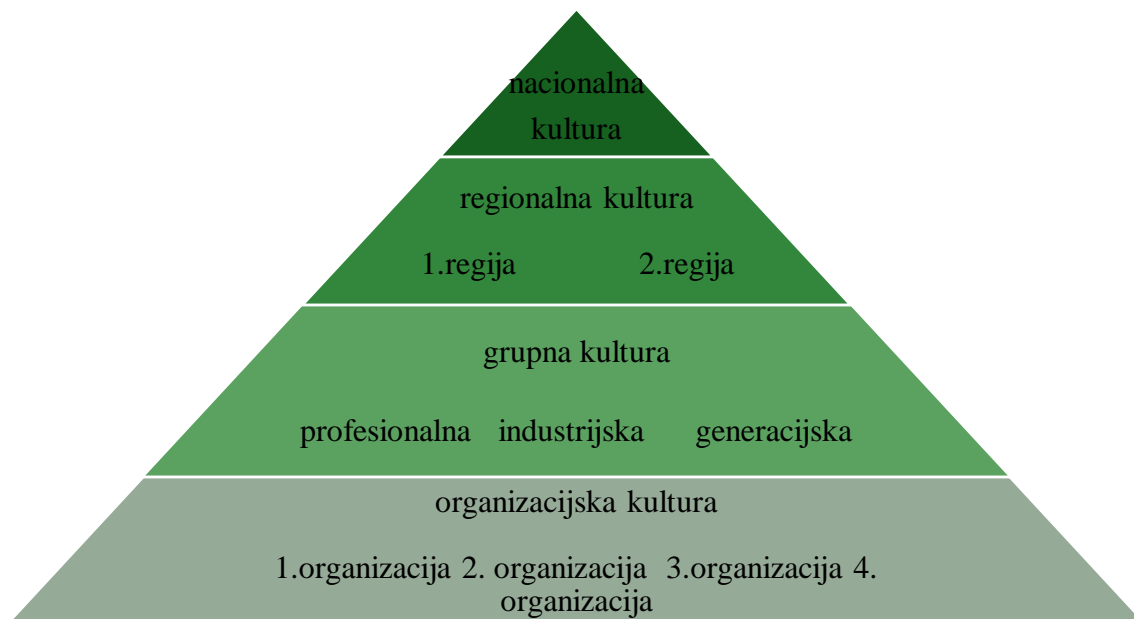 nacionalna
kultura
regionalna kultura
1.regija 2.regija
grupna kultura
profesionalna industrijska generacijska
organizacijska kultura
1.organizacija 2. organizacija 3.organizacija 4.
organizacija